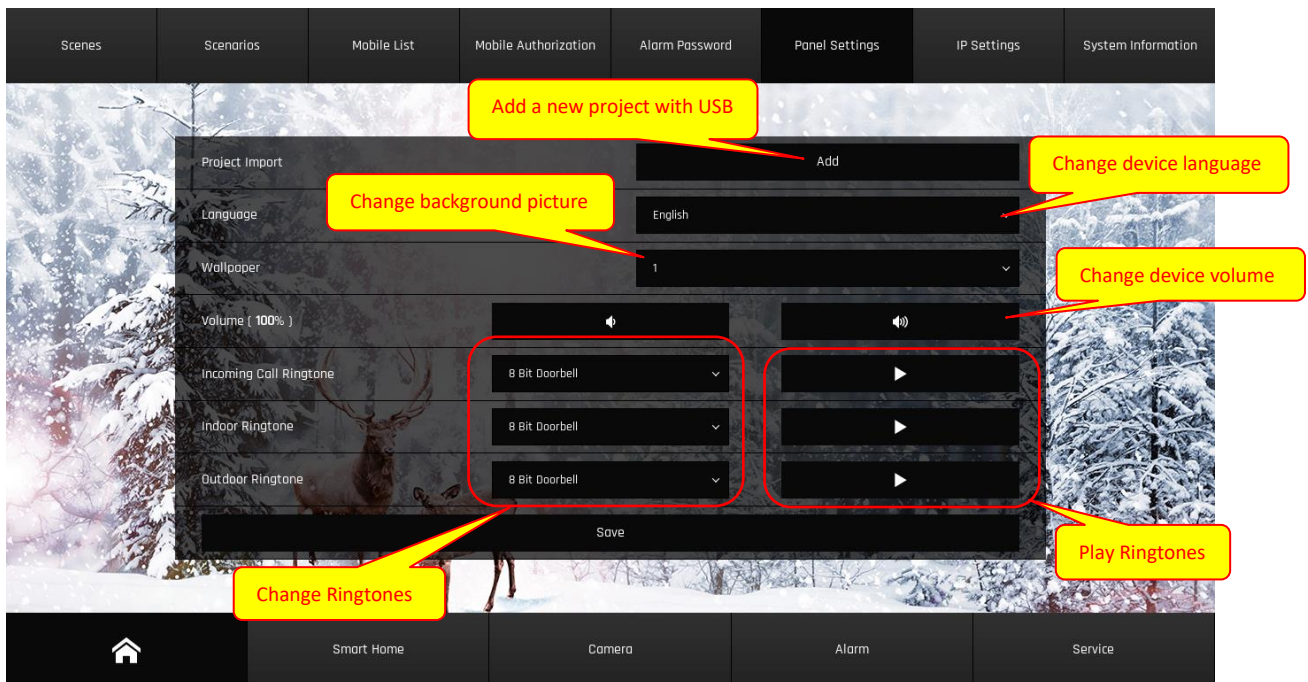 Scenes
Scenarios
Mobile List
Mobile Authorization
Alarm Password
Panel Settings
IP Settings
System Information
Add a new project with USB
Project Import
Add
Change device language
Change background picture
Language
English
Wallpaper
1
Change device volume
Volume ( 100% )
Incoming Call Ringtone
8 Bit Doorbell
Indoor Ringtone
8 Bit Doorbell
Outdoor Ringtone
8 Bit Doorbell
Save
Play Ringtones
Change Ringtones
Smart Home
Camera
Alarm
Service